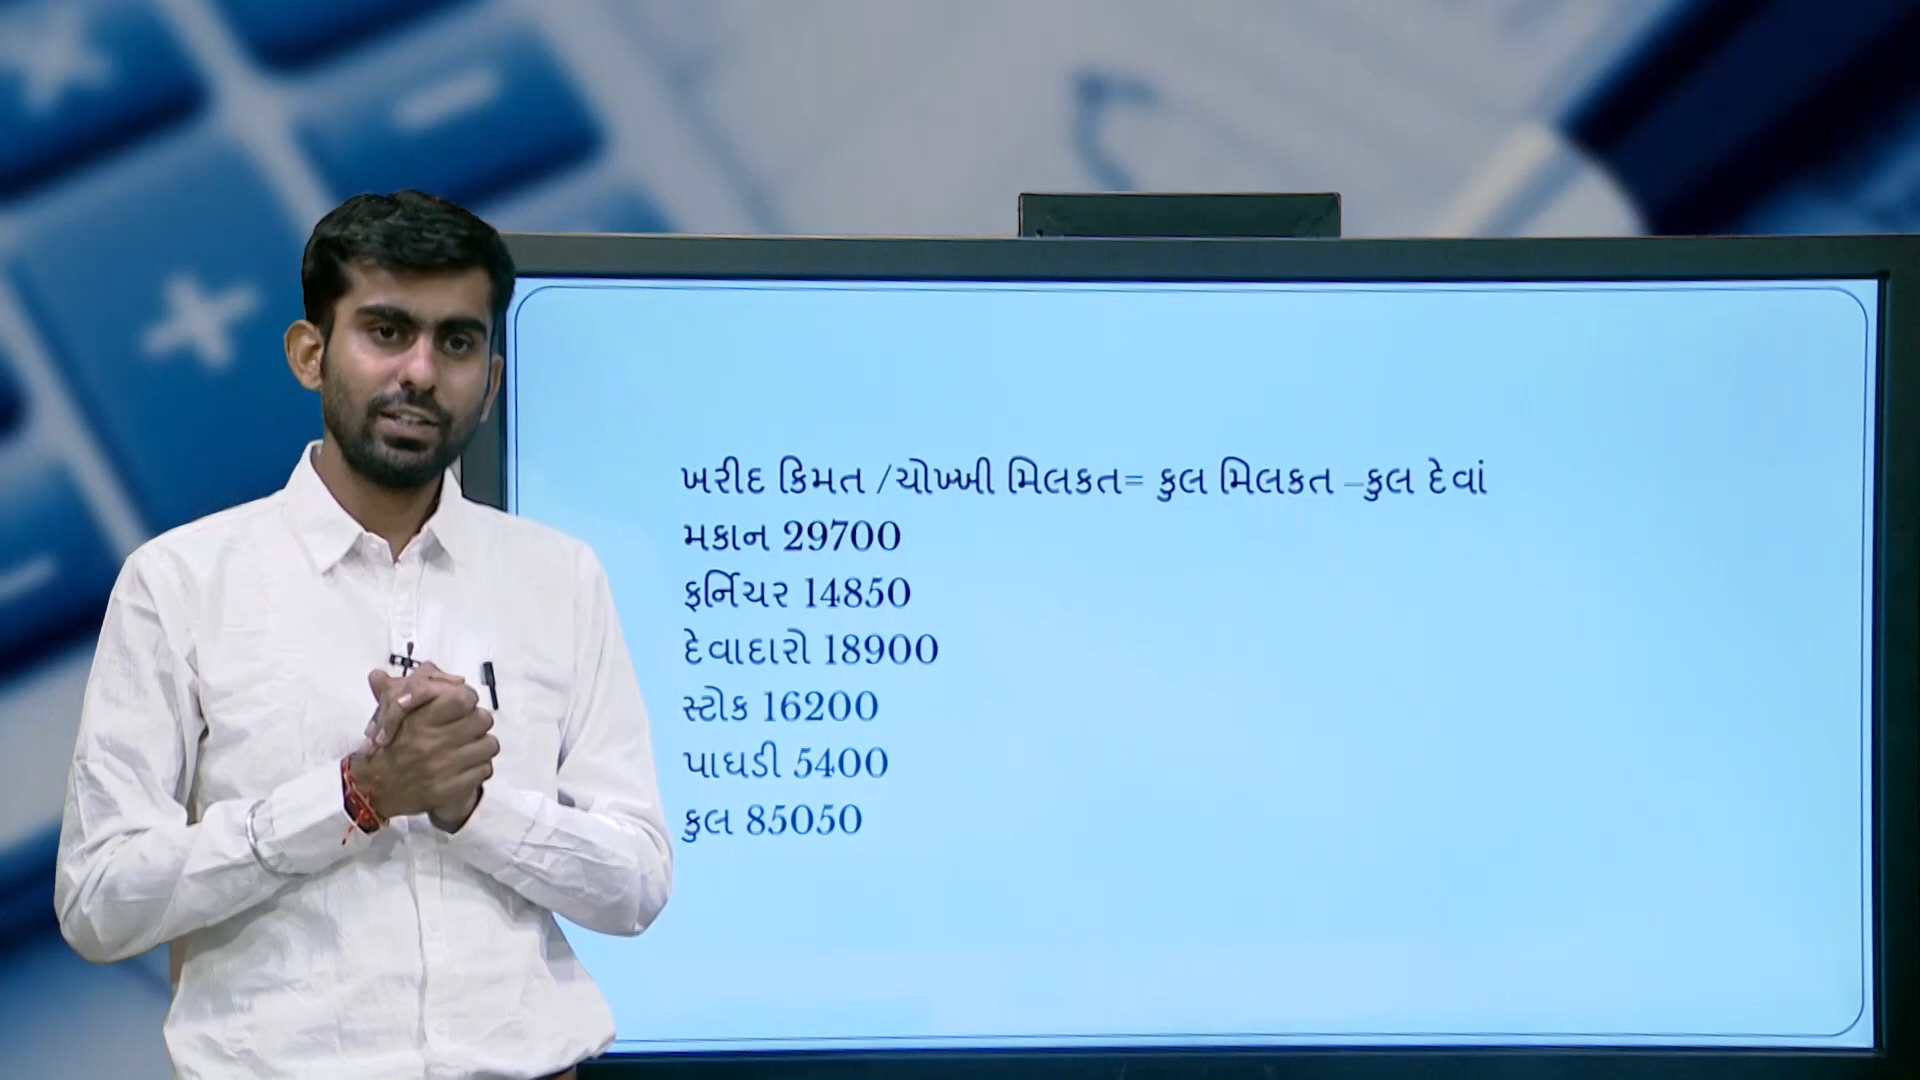 ખરીદ કિમત /ચોખ્ખી મિલકત= કુલ મિલકત –કુલ દેવાં
મકાન 29700
ફર્નિચર 14850
દેવાદારો 18900
સ્ટોક 16200
પાઘડી 5400
કુલ 85050